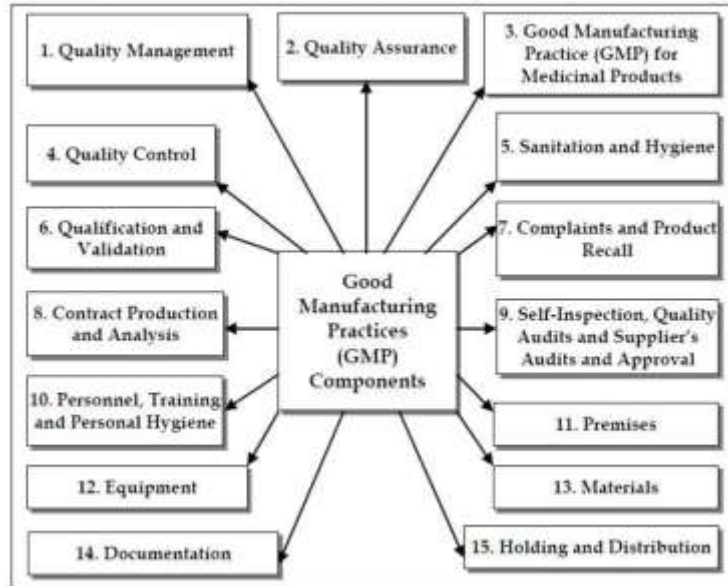 1. Quality Management
2. Quality Assurance
3. Good Manufacturing
Practice (GMP) for
Medicinal Products
4. Quality Control
5. Sanitation and Hygiene
6. Qualification and
Validation
7. Complaints and Product
Recall
Good
Manufacturing
Practices
(GMP)
Components
8. Contract Production
and Analysis
9. Self-Inspection, Quality
Audits and Supplier's
Audits and Approval
10. Personnel, Training
and Personal Hygiene
11. Premises
12. Equipment
13. Materials
14. Documentation
15. Holding and Distribution